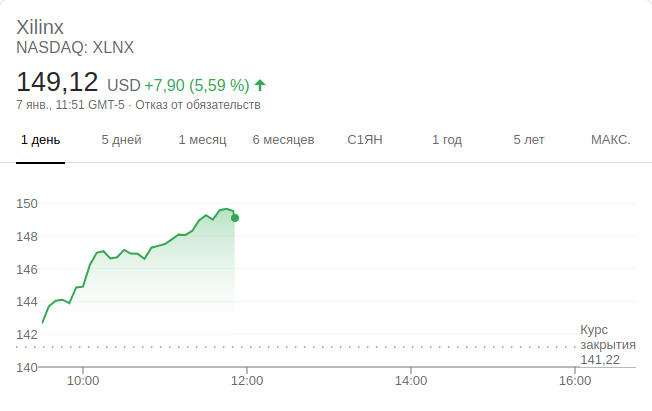 Xilinx
NASDAQ: XLNX
149,12 USD +7,90 (5,59 %)
7 янв., 11:51 GMT-5 · Отказ от обязательств
1 день 5 дней 1 месяц 6 месяцев С1ЯН 1 год 5 лет МАКС.
150
148
146
144
142
140
Курс
закрытия
141,22
10:00 12:00 14:00 16:00